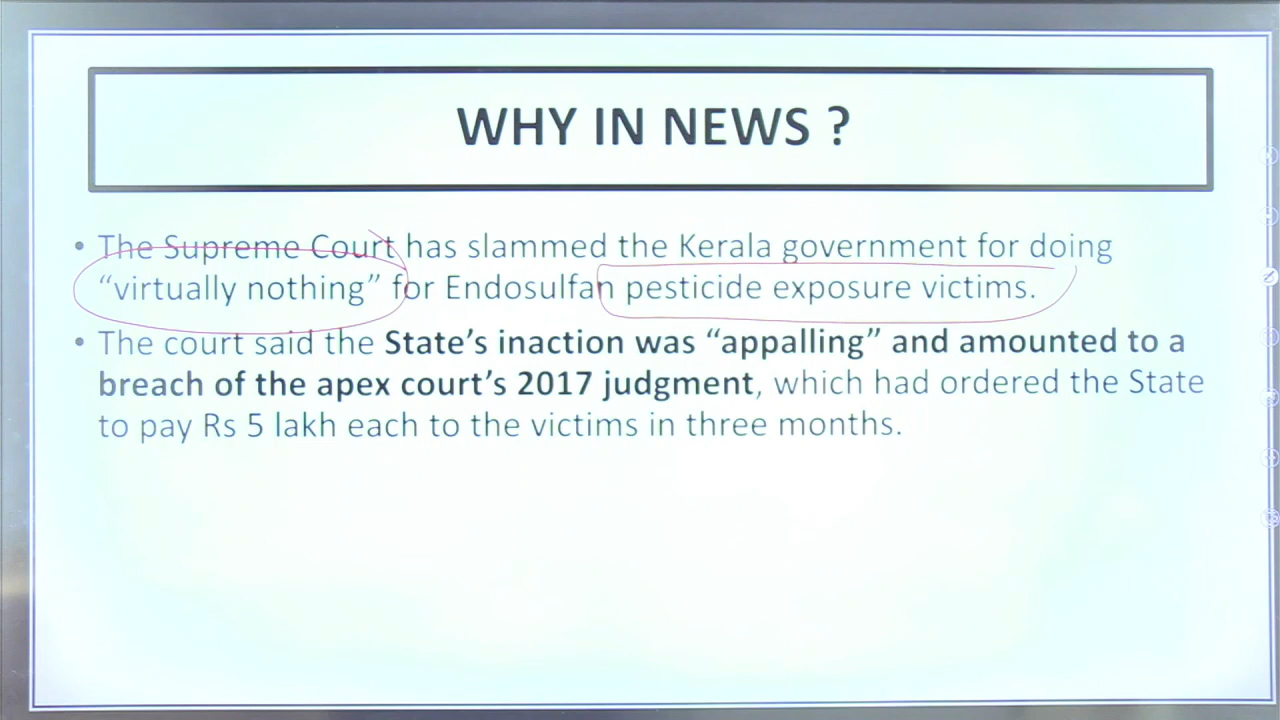 WHY IN NEWS ?
• The Supreme Court has slammed the Kerala government for doing
“virtually nothing” for Endosulfan pesticide exposure victims.
• The court said the State’s inaction was “appalling” and amounted to a
breach of the apex court’s 2017 judgment, which had ordered the State
to pay Rs 5 lakh each to the victims in three months.